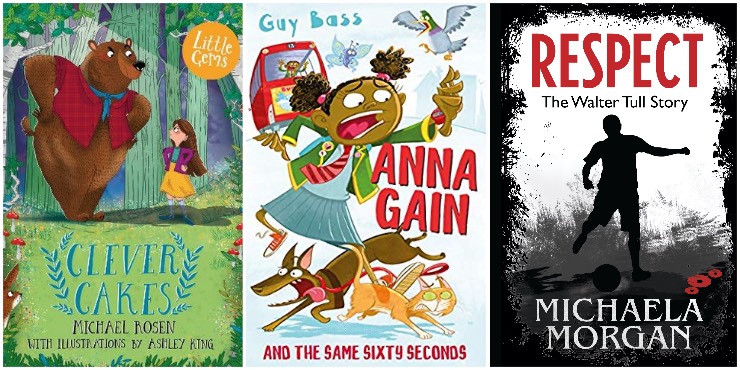 Little
Gems
CLEVER
CAKES
MICHAEL ROSEN
WITH ILLUSTRATIONS BY ASHLEY KING
Guy Bass
ANNA
GAIN
AND THE SAME SIXTY SECONDS
RESPECT
The Walter Tull Story
MICHAELA
MORGAN